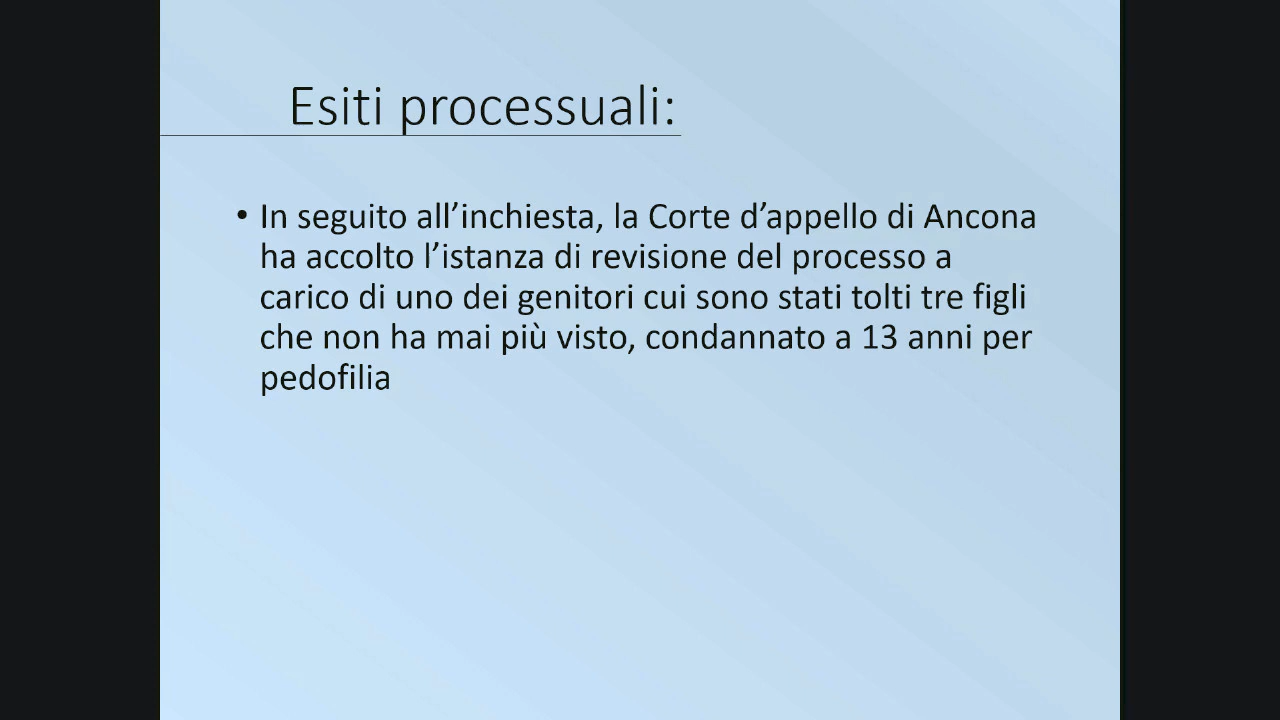 Esiti processuali:
• In seguito all’inchiesta, la Corte d’appello di Ancona
ha accolto l’istanza di revisione del processo a
carico di uno dei genitori cui sono stati tolti tre figli
che non ha mai più visto, condannato a 13 anni per
pedofilia